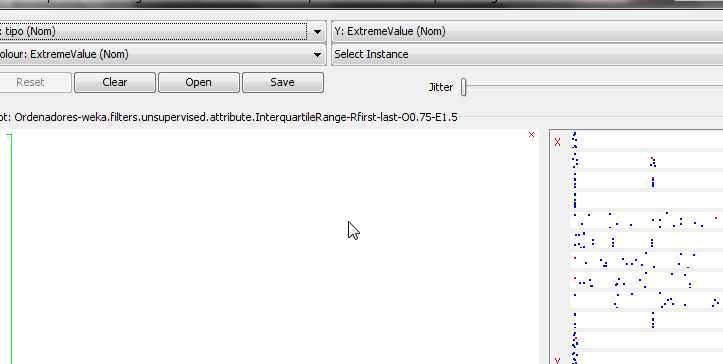 : tipo (Nom)
Y: ExtremeValue (Nom)
olour: ExtremeValue (Nom)
Select Instance
Reset
Clear
Open
Save
Jitter
ot: Ordenadores-weka.filters.unsupervised.attribute.InterquartileRange-Rfirst-last-O0.75-E1.5
×
X
Y